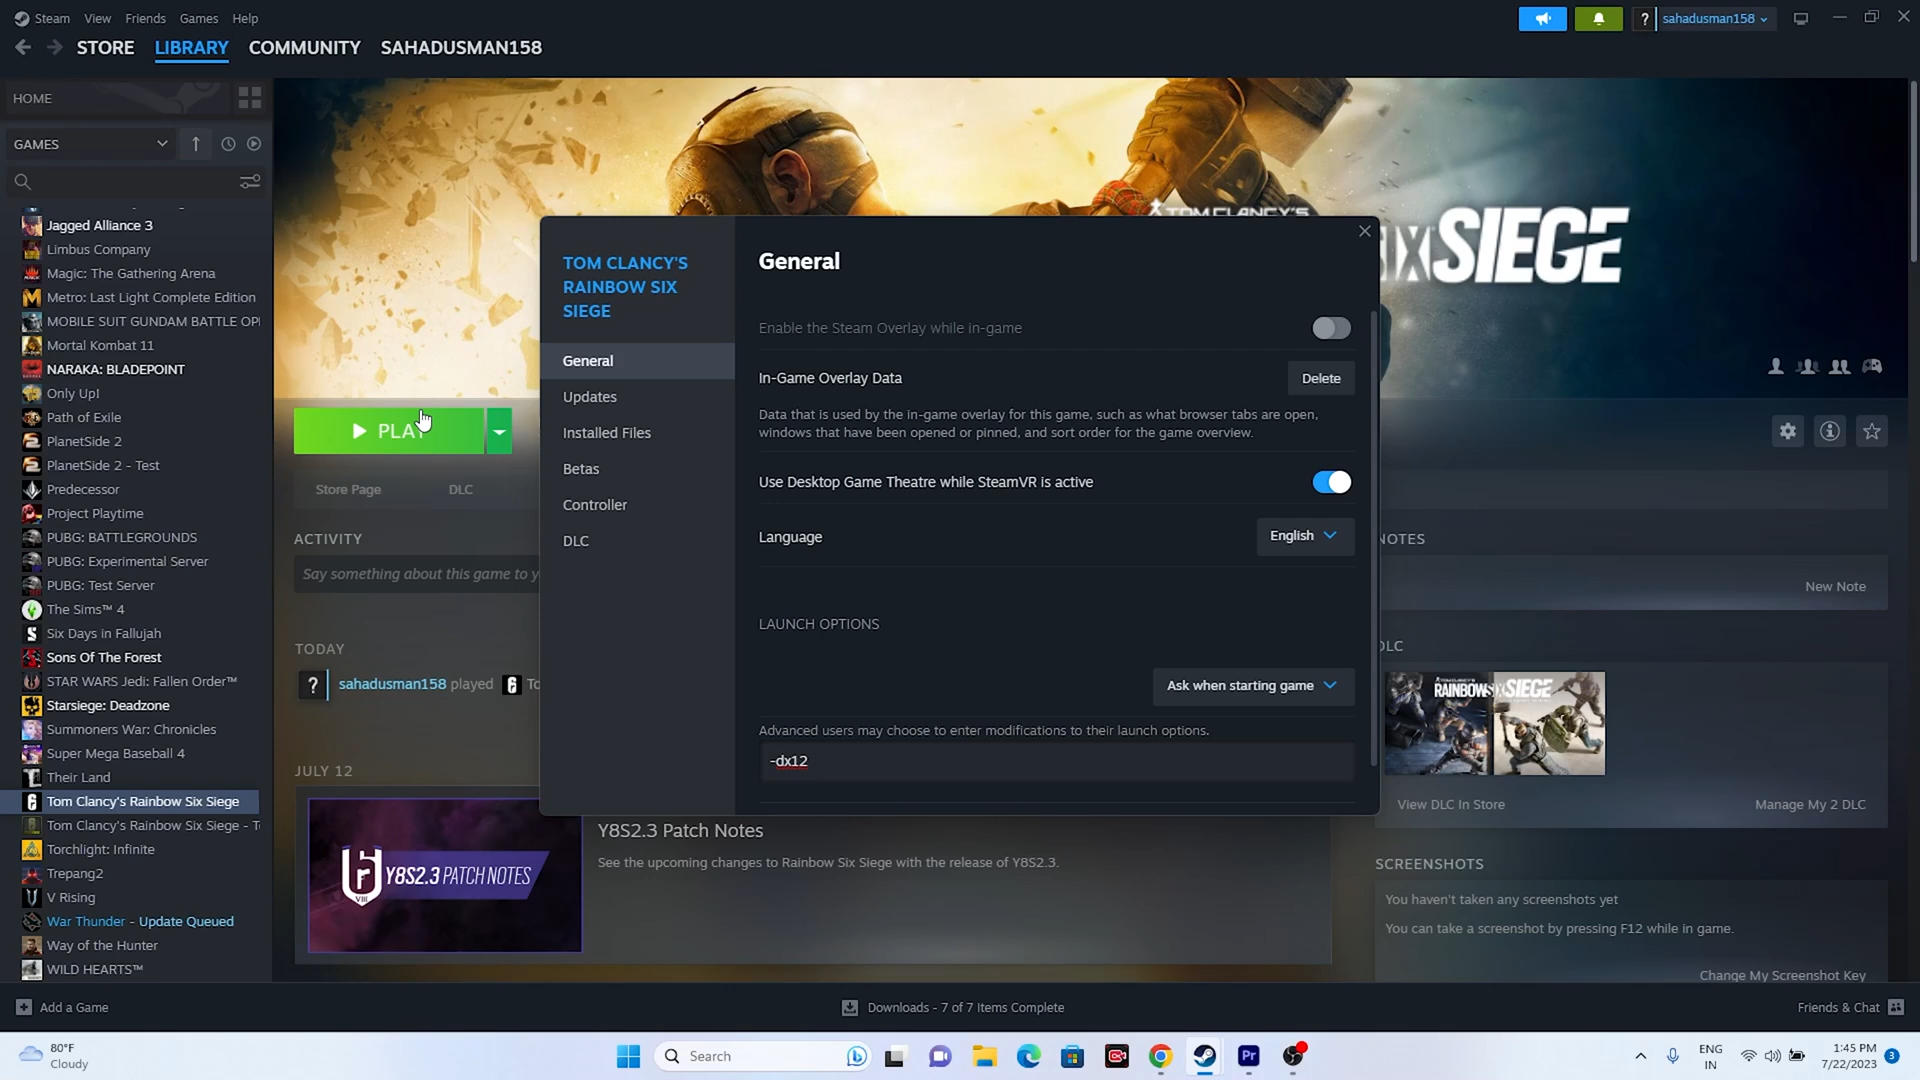 Steam View Friends Games Help
sahadusman158
STORE LIBRARY COMMUNITY SAHADUSMAN158
HOME
GAMES
Jagged Alliance 3
Limbus Company
Magic: The Gathering Arena
Metro: Last Light Complete Edition
MOBILE SUIT GUNDAM BATTLE OP
Mortal Kombat 11
NARAKA: BLADEPOINT
Only Up!
Path of Exile
PlanetSide 2
PlanetSide 2 - Test
Predecessor
Project Playtime
PUBG: BATTLEGROUNDS
PUBG: Experimental Server
PUBG: Test Server
The Sims™ 4
Six Days in Fallujah
Sons Of The Forest
STAR WARS Jedi: Fallen Order™
Starsiege: Deadzone
Summoners War: Chronicles
Super Mega Baseball 4
Their Land
Tom Clancy's Rainbow Six Siege
Tom Clancy's Rainbow Six Siege - T
Torchlight: Infinite
Trepang2
V Rising
War Thunder - Update Queued
Way of the Hunter
WILD HEARTS™
Add a Game
TOM CLANCY'S
SIX SIEGE
PLAY
Store Page DLC
ACTIVITY
Say something about this game to y
TODAY
sahadusman158 played To
JULY 12
Y8S2.3 PATCH NOTES
VIII
Y8S2.3 Patch Notes
See the upcoming changes to Rainbow Six Siege with the release of Y8S2.3.
TOM CLANCY'S
RAINBOW SIX
SIEGE
General
Updates
Installed Files
Betas
Controller
DLC
General
Enable the Steam Overlay while in-game
In-Game Overlay Data Delete
Data that is used by the in-game overlay for this game, such as what browser tabs are open,
windows that have been opened or pinned, and sort order for the game overview.
Use Desktop Game Theatre while SteamVR is active
Language English
LAUNCH OPTIONS
Ask when starting game
Advanced users may choose to enter modifications to their launch options.
-dx12
NOTES
New Note
DLC
RAINBOW SIX SIEGE
View DLC In Store Manage My 2 DLC
SCREENSHOTS
You haven't taken any screenshots yet
You can take a screenshot by pressing F12 while in game.
Change My Screenshot Key
Downloads - 7 of 7 Items Complete
Friends & Chat
80°F
Cloudy
Search
Pr
ENG
IN
1:45 PM
7/22/2023
3